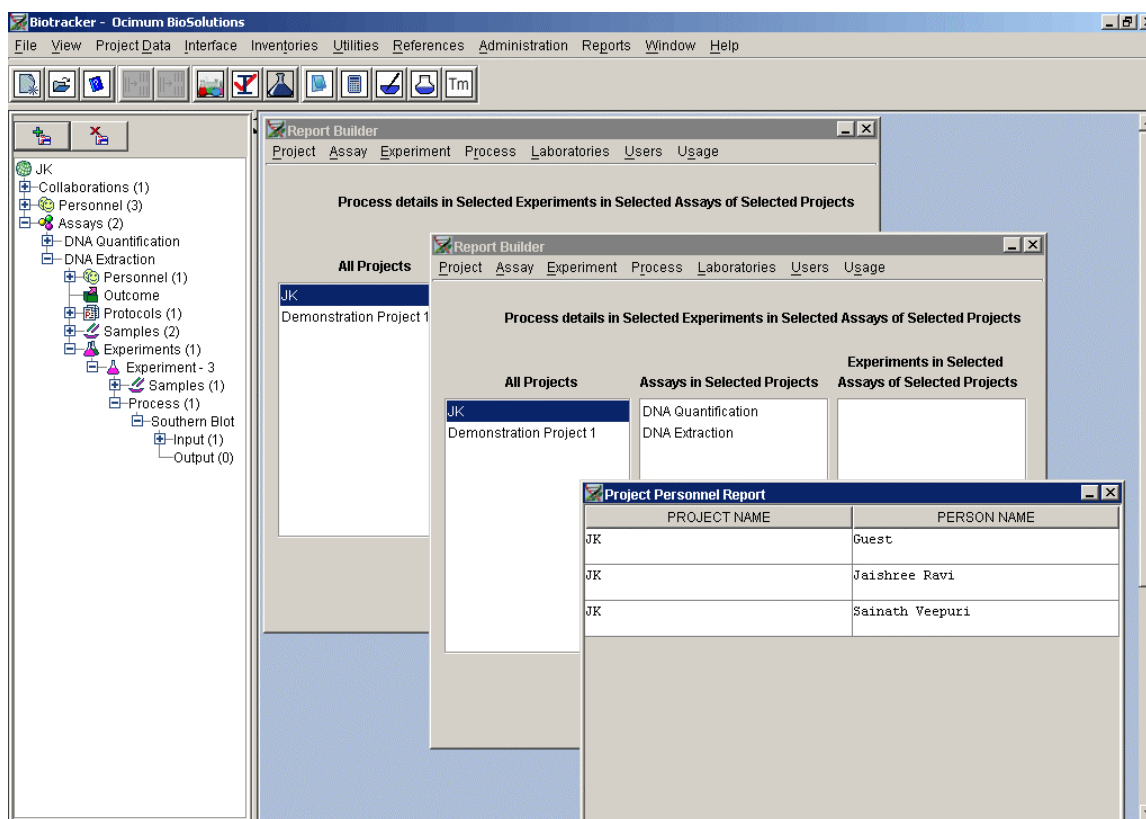 Biotracker - Ocimum BioSolutions
File View Project Data Interface Inventories Utilities References Administration Reports Window Help
Tm
JK
Collaborations (1)
Personnel (3)
Assays (2)
DNA Quantification
DNA Extraction
Personnel (1)
Outcome
Protocols (1)
Samples (2)
Experiments (1)
Experiment - 3
Samples (1)
Process (1)
Southern Blot
Input (1)
Output (0)
Report Builder
Project Assay Experiment Process Laboratories Users Usage
Process details in Selected Experiments in Selected Assays of Selected Projects
All Projects
JK
Demonstration Project 1
Report Builder
Project Assay Experiment Process Laboratories Users Usage
Process details in Selected Experiments in Selected Assays of Selected Projects
All Projects
Assays in Selected Projects
Experiments in Selected
Assays of Selected Projects
JK
Demonstration Project 1
DNA Quantification
DNA Extraction
Project Personnel Report
PROJECT NAME PERSON NAME
JK Guest
JK Jaishree Ravi
JK Sainath Veepuri